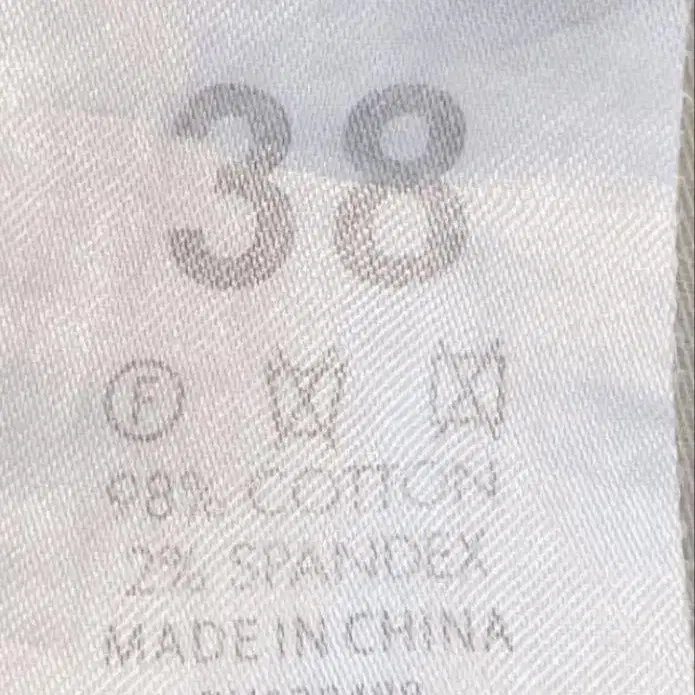 38
F
98% COTTON
2% SPANDEX
MADE IN CHINA